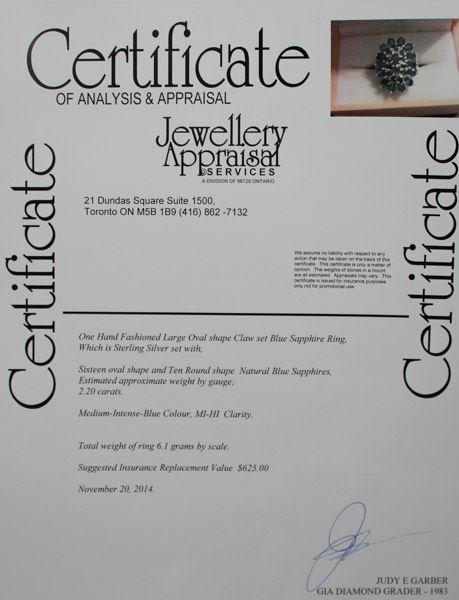 Certificate
OF ANALYSIS & APPRAISAL
Jewellery
Appraisal
SERVICES
A DIVISION OF 66728 ONTARIO
21 Dundas Square Suite 1500,
Toronto ON M5B 1B9 (416) 862 -7132
Certificate
Certificate
We assume no liability with respect to any
action that may be taken on the basis of this
certificate. This certificate is only a matter of
opinion. The weights of stones in a mount
are all estimated. Appraisals may vary. This
certificate is issued for insurance purposes
only not for promotional use.
One Hand Fashioned Large Oval shape Claw set Blue Sapphire Ring,
Which is Sterling Silver set with,
Sixteen oval shape and Ten Round shape Natural Blue Sapphires,
Estimated approximate weight by gauge;
2.20 carats.
Medium-Intense-Blue Colour, MI-HI Clarity.
Total weight of ring 6.1 grams by scale.
Suggested Insurance Replacement Value $625.00
November 20, 2014.
JUDY E GARBER
GIA DIAMOND GRADER - 1983